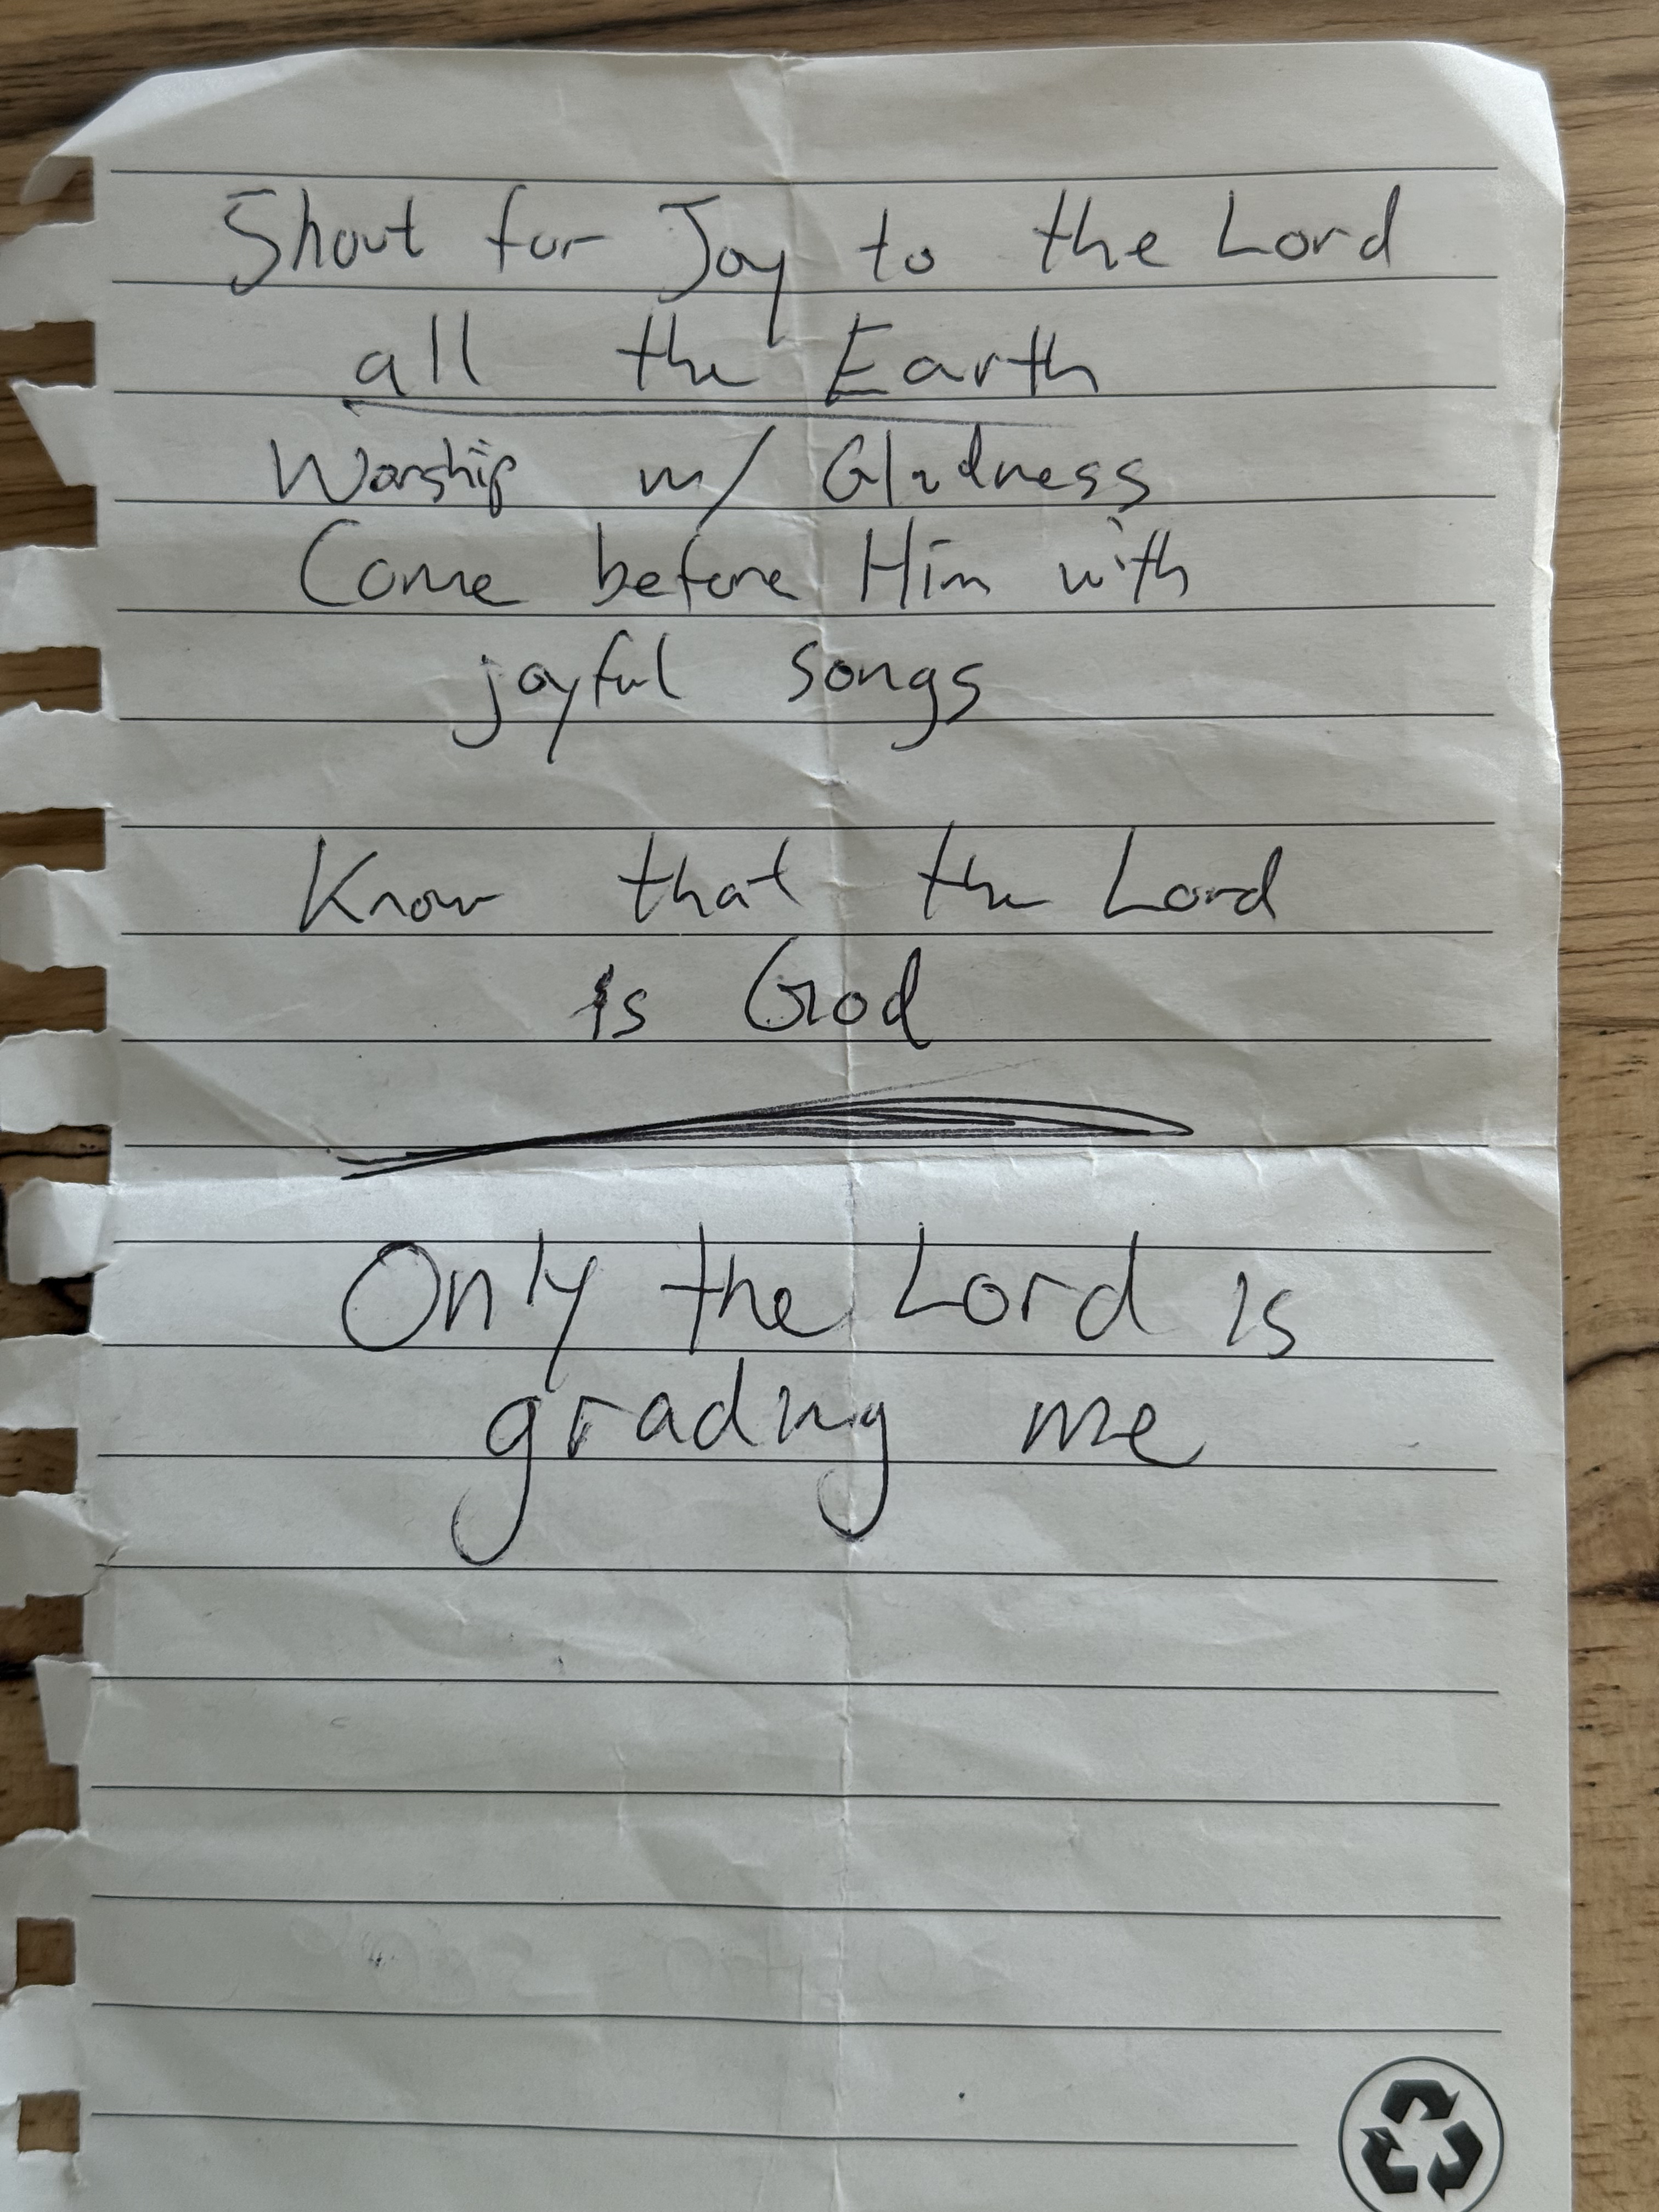 Shout for Joy to the Lord
all the Earth
Worship w/ Gladness
Come before Him with
joyful songs
Know that the Lord
is God
Only the Lord is
grading me